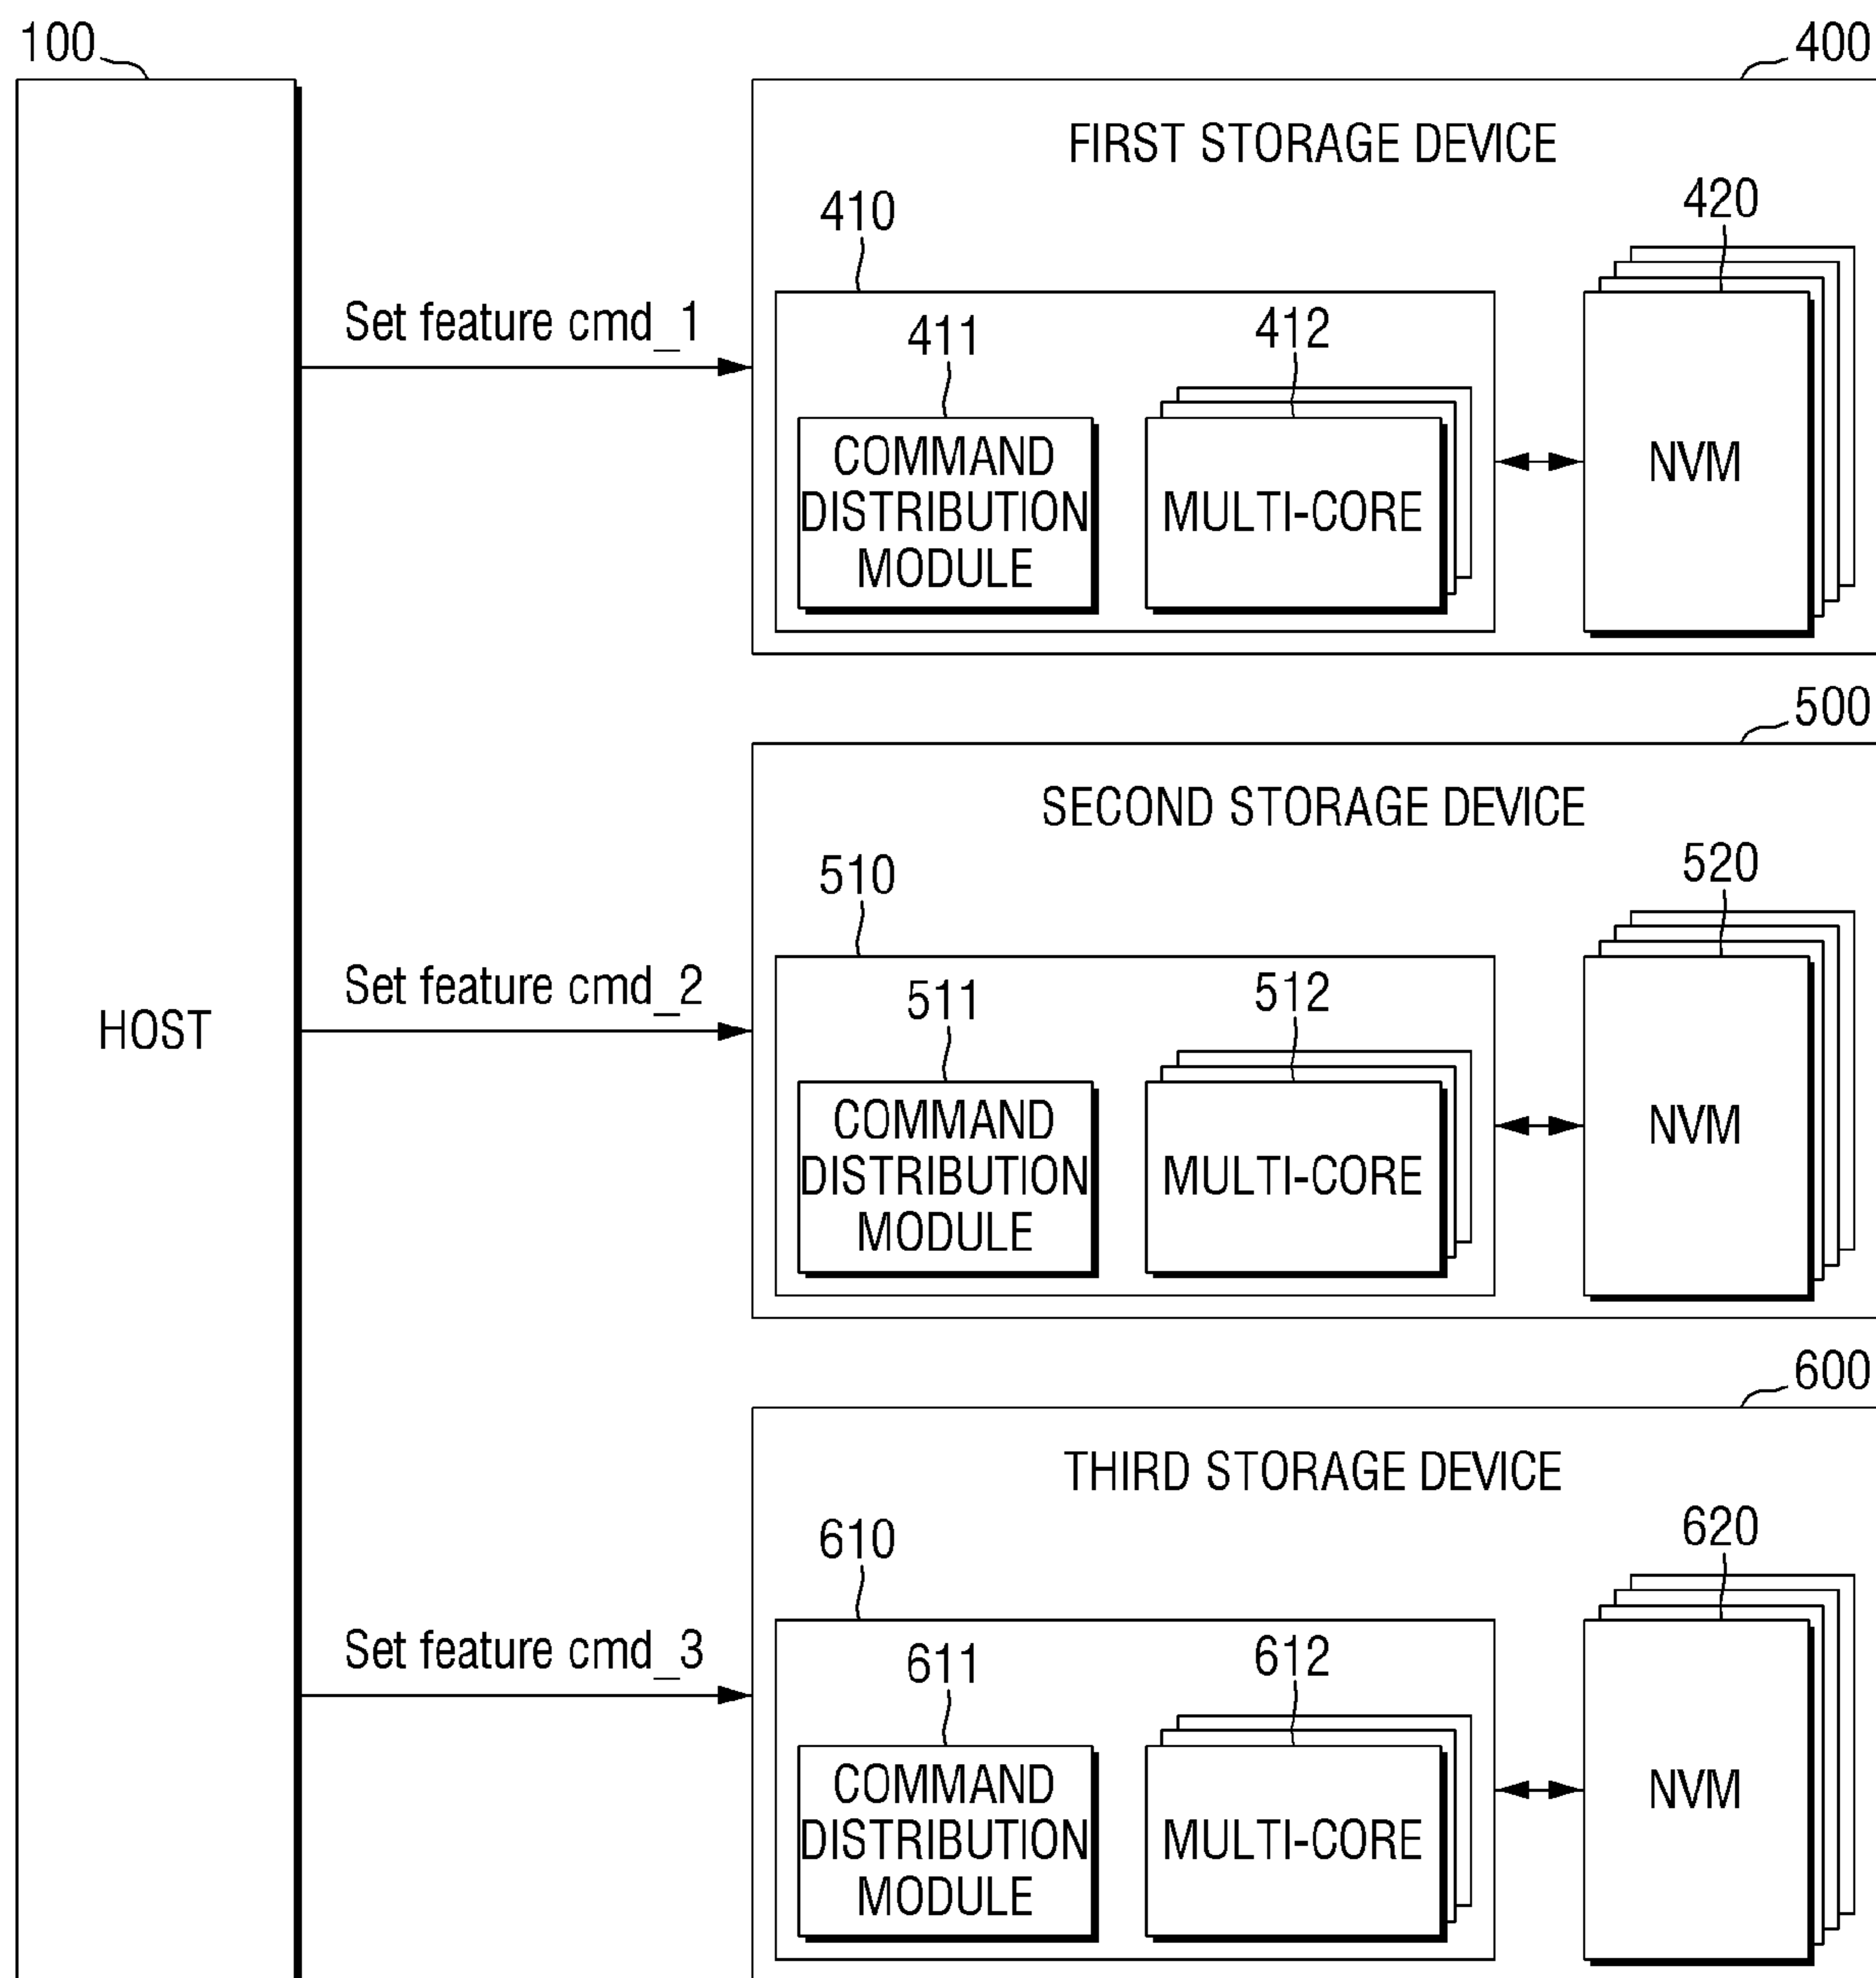 100
400
FIRST STORAGE DEVICE
410
420
Set feature cmd_1
411
412
COMMAND
DISTRIBUTION
MODULE
MULTI-CORE
NVM
500
SECOND STORAGE DEVICE
510
520
HOST
Set feature cmd_2
511
512
COMMAND
DISTRIBUTION
MODULE
MULTI-CORE
NVM
600
THIRD STORAGE DEVICE
610
620
Set feature cmd_3
611
612
COMMAND
DISTRIBUTION
MODULE
MULTI-CORE
NVM